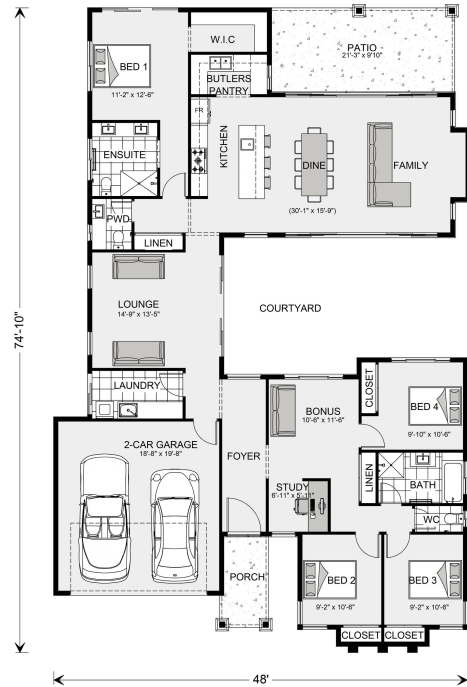 W.I.C
PATIO
21'-3" x 9'10"
BED 1
11'-2" x 12'-6"
BUTLERS
PANTRY
FR
KITCHEN
ENSUITE
DINE
FAMILY
(30'-1" x 15'-9")
PWD
LINEN
LOUNGE
14'-9" x 13'-5"
COURTYARD
74'-10"
LAUNDRY
CLOSET
BED 4
9'-10" x 10'-6"
BONUS
10'-6" x 11'-6"
2-CAR GARAGE
18'-8" x 19'-8"
FOYER
LINEN
BATH
STUDY
6'-11" x 5'-11"
WC
PORCH
BED 2
9'-2" x 10'-6"
BED 3
9'-2" x 10'-6"
CLOSET
CLOSET
48'